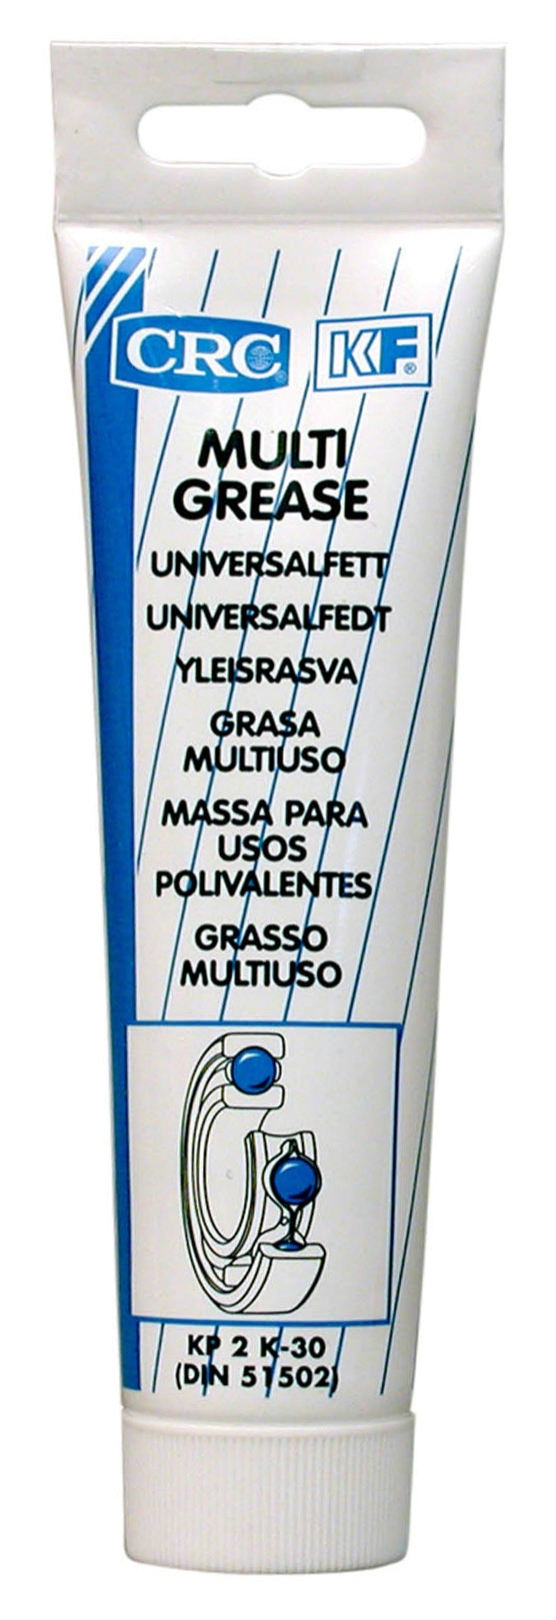 CRC ® KF ®
MULTI
GREASE
UNIVERSALFETT
UNIVERSALFEDT
YLEISRASVA
GRASA
MULTIUSO
MASSA PARA
USOS
POLIVALENTES
GRASSO
MULTIUSO
KP 2 K-30
(DIN 51502)